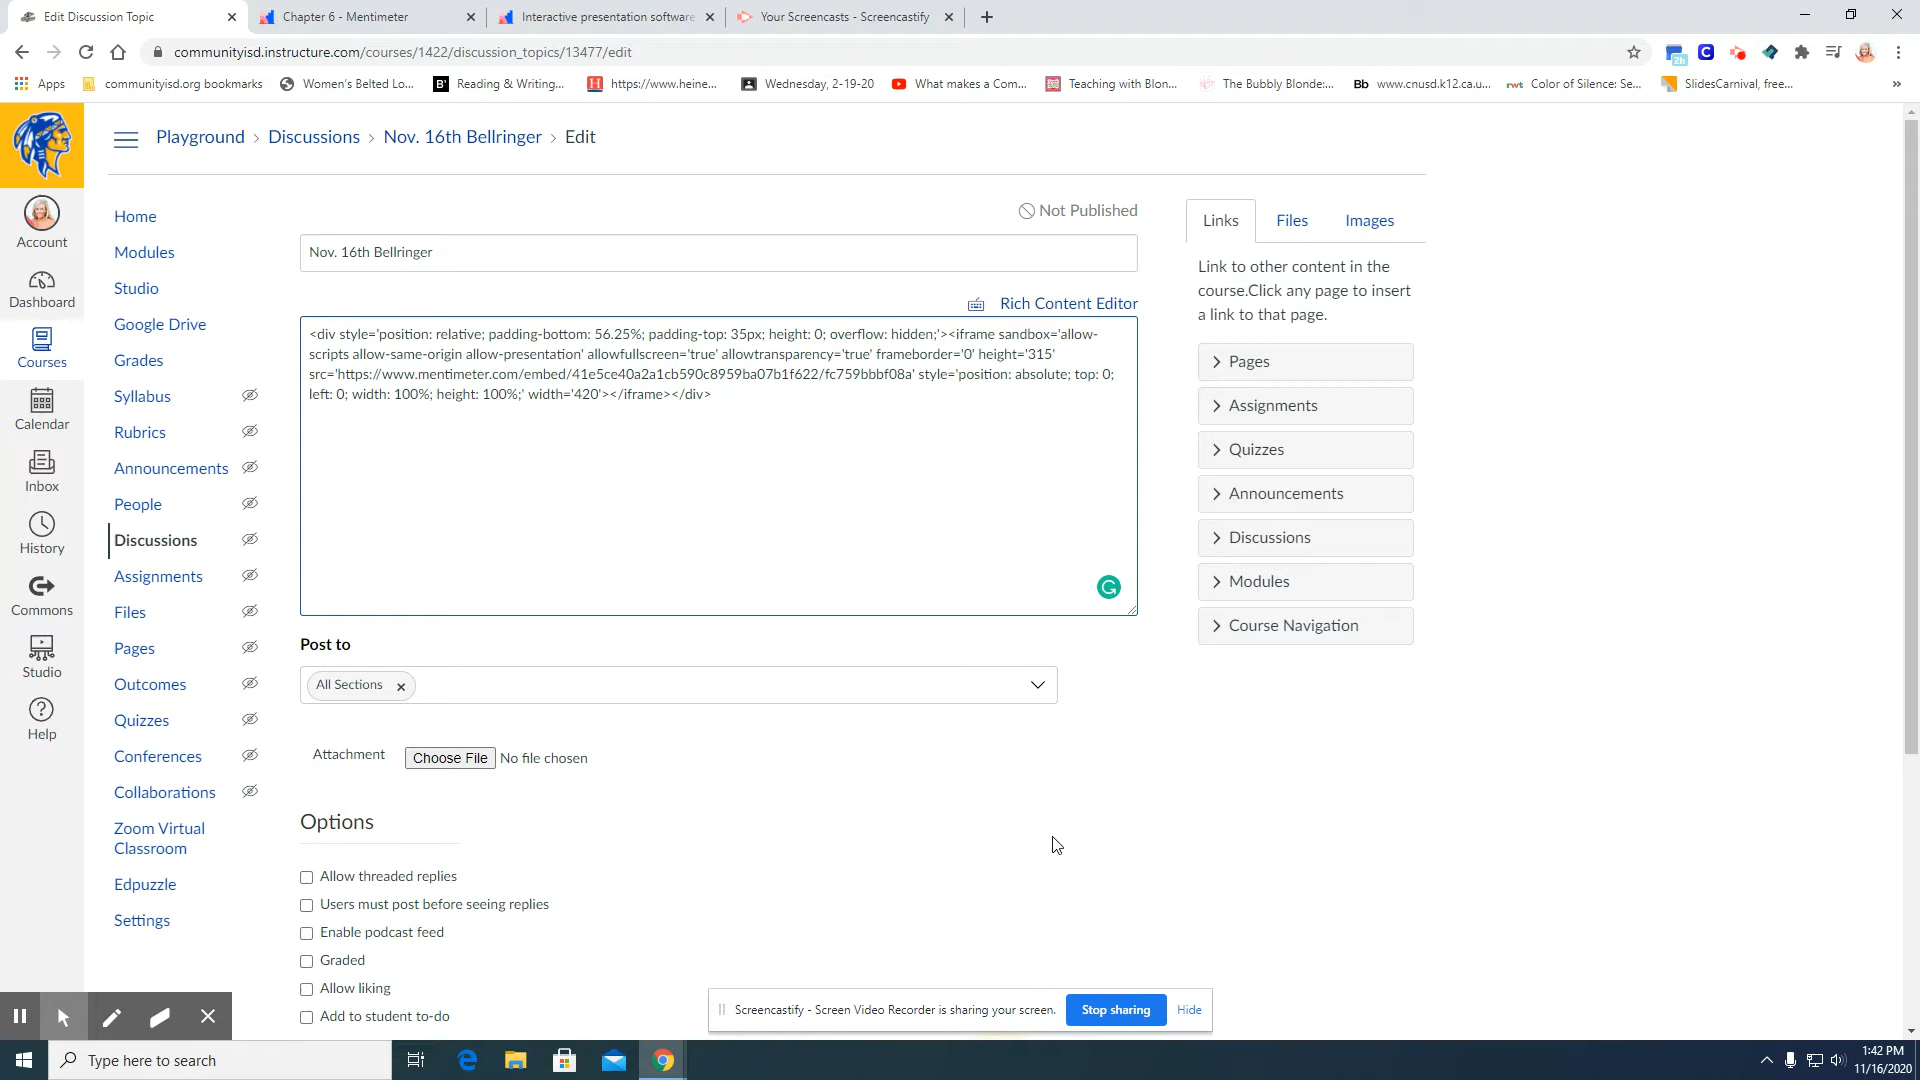 Edit Discussion Topic
Chapter 6 - Mentimeter
Interactive presentation software
Your Screencasts - Screencastify
communityisd.instructure.com/courses/1422/discussion_topics/13477/edit
2h
C
Apps
communityisd.org bookmarks
Women's Belted Lo...
Reading & Writing...
https://www.heine...
Wednesday, 2-19-20
What makes a Com...
Teaching with Blon...
The Bubbly Blonde:...
Bb www.cnusd.k12.ca.u...
rwt Color of Silence: Se...
SlidesCarnival, free...
»
Playground > Discussions > Nov. 16th Bellringer > Edit
Account
Dashboard
Courses
Calendar
Inbox
History
Commons
Studio
Help
Home
Modules
Studio
Google Drive
Grades
Syllabus
Rubrics
Announcements
People
Discussions
Assignments
Files
Pages
Outcomes
Quizzes
Conferences
Collaborations
Zoom Virtual
Classroom
Edpuzzle
Settings
Not Published
Nov. 16th Bellringer
Rich Content Editor
<div style='position: relative; padding-bottom: 56.25%; padding-top: 35px; height: 0; overflow: hidden;'><iframe sandbox='allow-
scripts allow-same-origin allow-presentation' allowfullscreen='true' allowtransparency='true' frameborder='0' height='315'
src='https://www.mentimeter.com/embed/41e5ce40a2a1cb590c8959ba07b1f622/fc759bbbf08a' style='position: absolute; top: 0;
left: 0; width: 100%; height: 100%;' width='420'></iframe></div>
Post to
All Sections
Attachment
Choose File No file chosen
Options
Allow threaded replies
Users must post before seeing replies
Enable podcast feed
Graded
Allow liking
Add to student to-do
Links Files Images
Link to other content in the
course.Click any page to insert
a link to that page.
Pages
Assignments
Quizzes
Announcements
Discussions
Modules
Course Navigation
Screencastify - Screen Video Recorder is sharing your screen.
Stop sharing
Hide
Type here to search
1:42 PM
11/16/2020